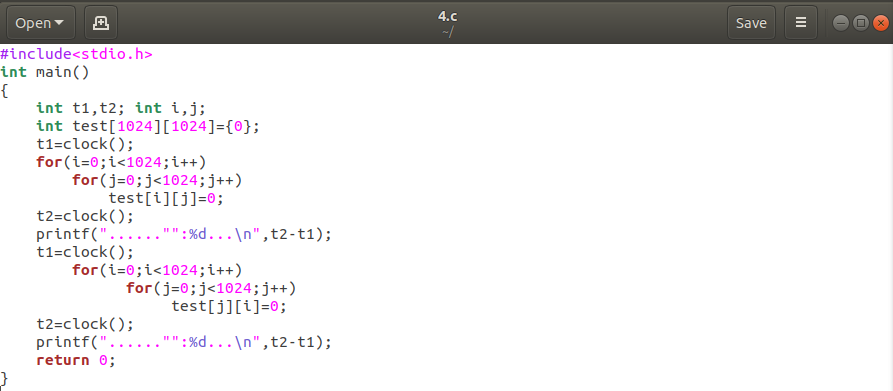 Open
4.c
~/
Save
#include<stdio.h>
int main()
{
    int t1,t2; int i,j;
    int test[1024][1024]={0};
    t1=clock();
    for(i=0;i<1024;i++)
        for(j=0;j<1024;j++)
            test[i][j]=0;
    t2=clock();
    printf("......"":%d...\n",t2-t1);
    t1=clock();
        for(i=0;i<1024;i++)
              for(j=0;j<1024;j++)
                   test[j][i]=0;
    t2=clock();
    printf("......"":%d...\n",t2-t1);
    return 0;
}